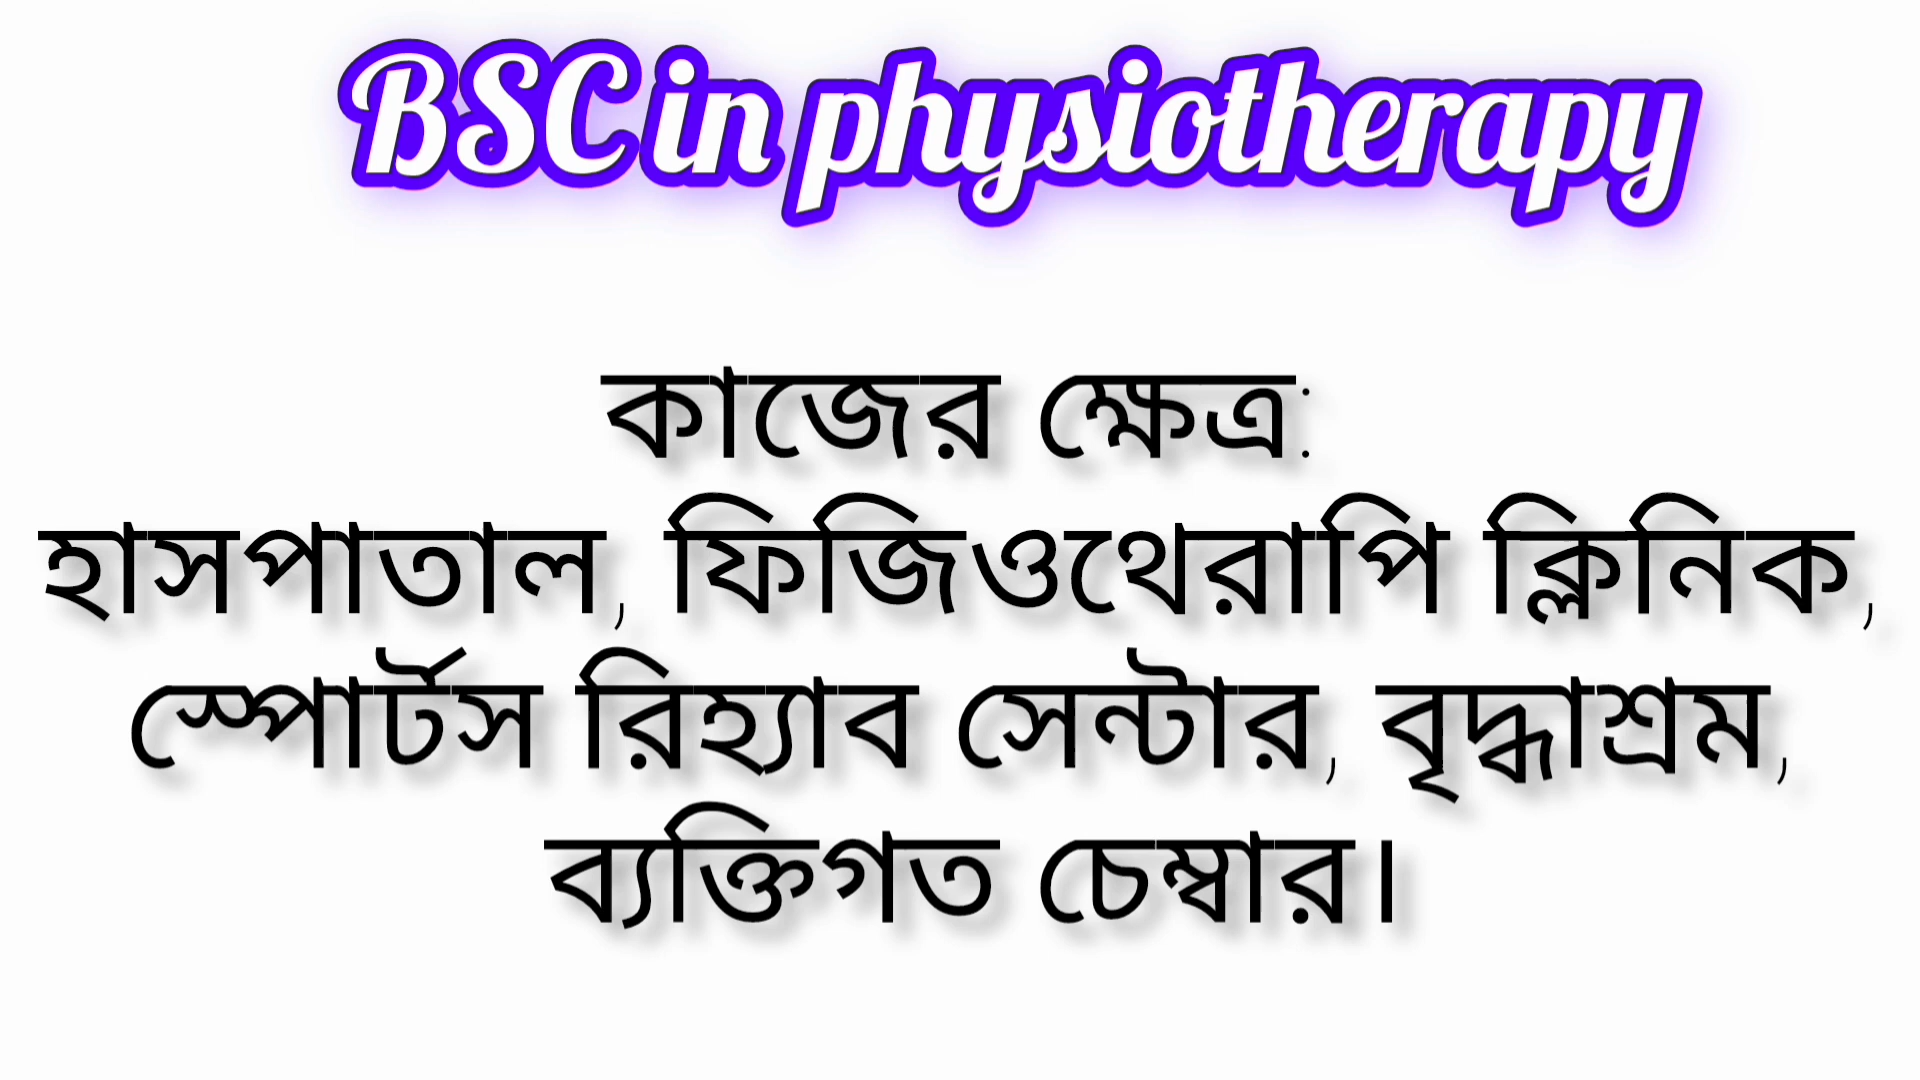 BSC in physiotherapy
কাজের ক্ষেত্র:
হাসপাতাল, ফিজিওথেরাপি ক্লিনিক,
স্পোর্টস রিহ্যাব সেন্টার, বৃদ্ধাশ্রম,
ব্যক্তিগত চেম্বার।